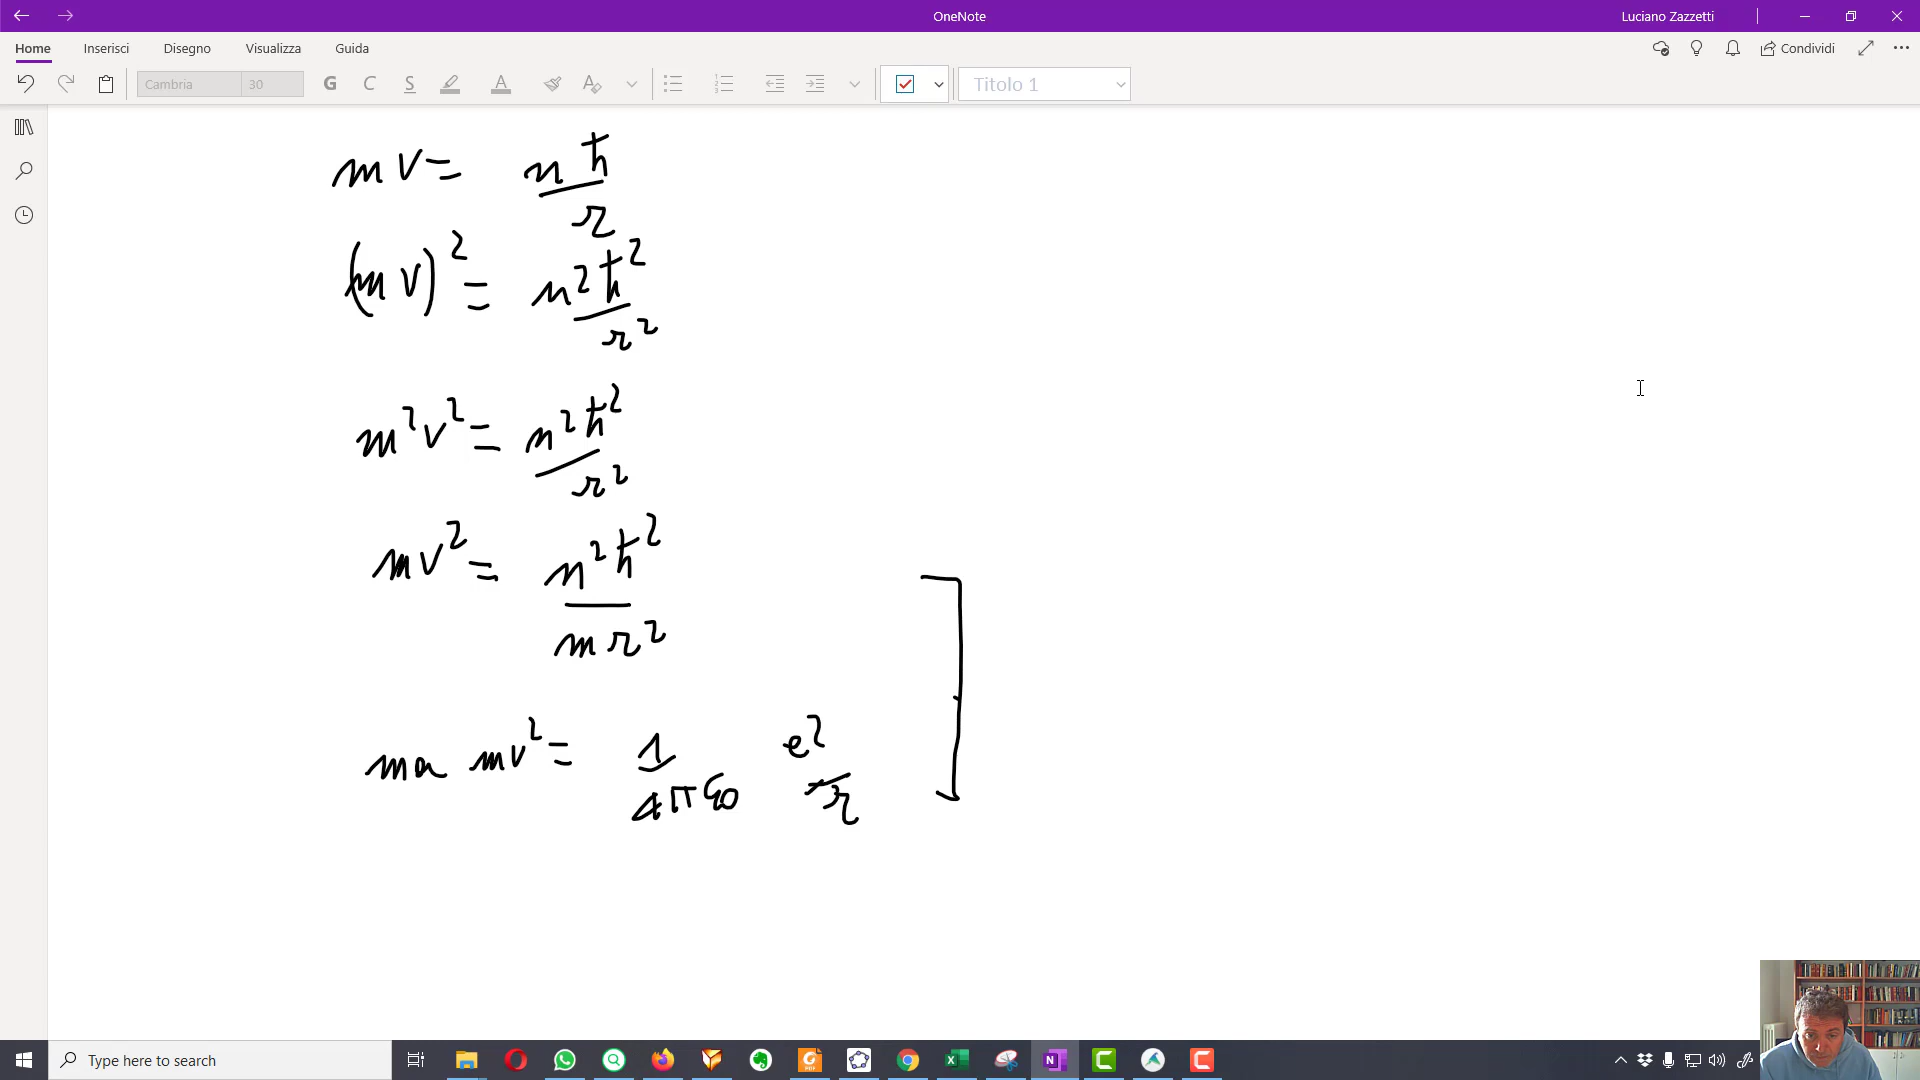 OneNote
Luciano Zazzetti
Home Inserisci Disegno Visualizza Guida
Condividi
Cambria 30 G C S A A Titolo 1
mv = nħ/r
(mv)² = n²ħ²/r²
m²v² = n²ħ²/r²
mv² = n²ħ²/mr²
ma mv² = 1/4πε0 e²/r
Type here to search